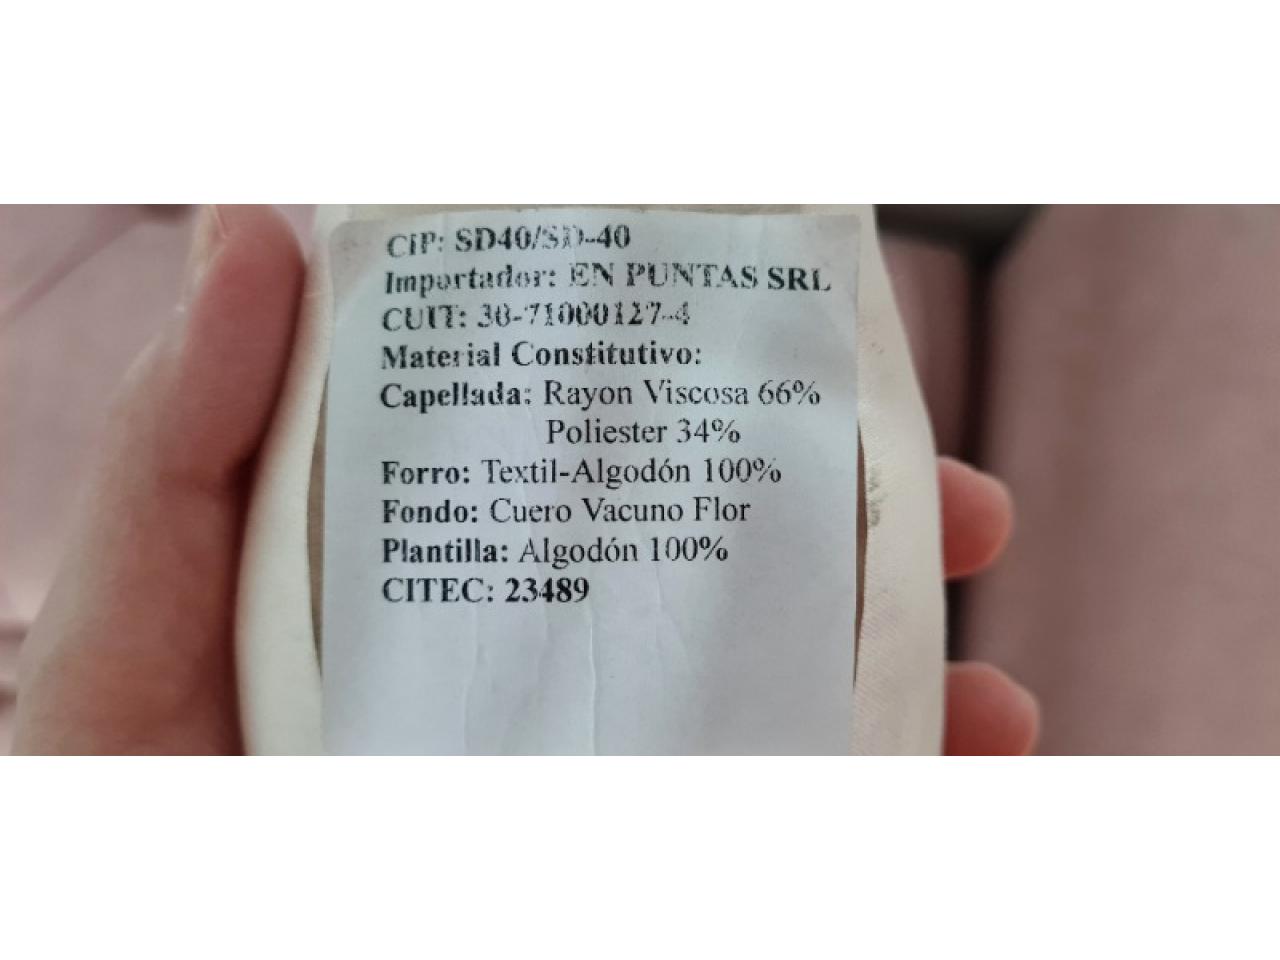 CIP: SD40/SD-40
Importador: EN PUNTAS SRL
CUIT: 30-71000127-4
Material Constitutivo:
Capellada: Rayon Viscosa 66%
Poliester 34%
Forro: Textil-Algodón 100%
Fondo: Cuero Vacuno Flor
Plantilla: Algodón 100%
CITEC: 23489